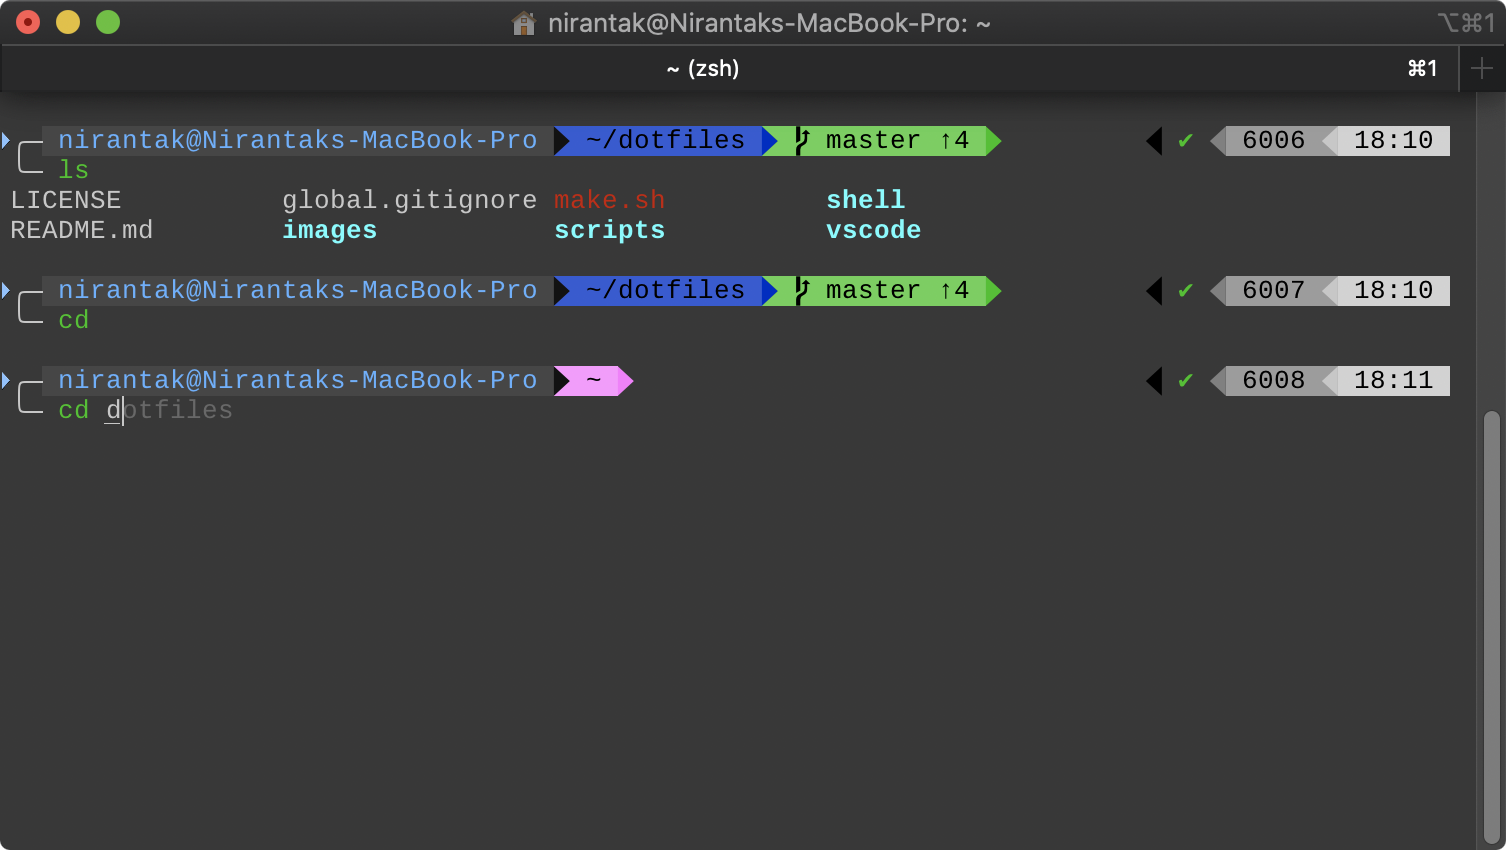 nirantak@Nirantaks-MacBook-Pro: ~ ⌥⌘1
~ (zsh) ⌘1
nirantak@Nirantaks-MacBook-Pro ~/dotfiles master ↑4 ✔ 6006 18:10
ls
LICENSE global.gitignore make.sh shell
README.md images scripts vscode
nirantak@Nirantaks-MacBook-Pro ~/dotfiles master ↑4 ✔ 6007 18:10
cd
nirantak@Nirantaks-MacBook-Pro ~ ✔ 6008 18:11
cd dotfiles